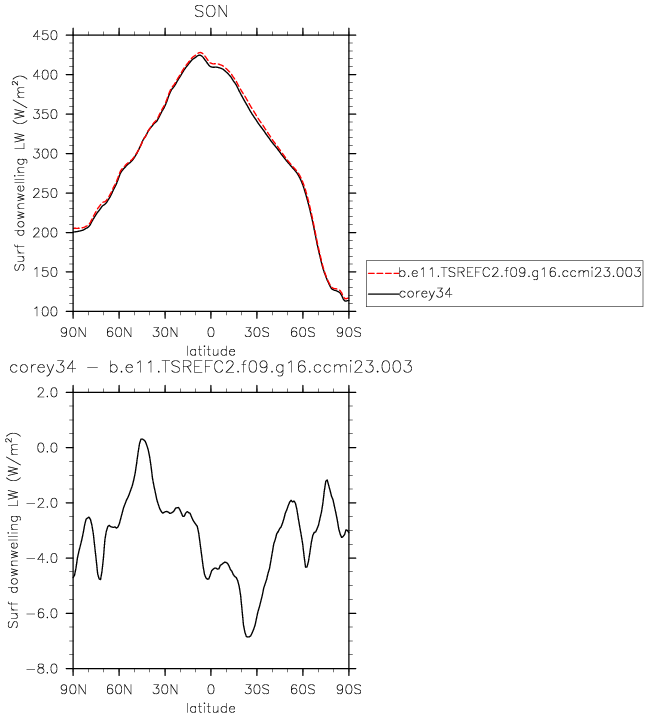 SON
450
400
350
300
250
200
150
100
Surf downwelling LW (W/m²)
90N 60N 30N 0 30S 60S 90S
latitude
b.e11.TSREFC2.f09.g16.ccmi23.003
corey34
corey34 − b.e11.TSREFC2.f09.g16.ccmi23.003
2.0
0.0
−2.0
−4.0
−6.0
−8.0
Surf downwelling LW (W/m²)
90N 60N 30N 0 30S 60S 90S
latitude